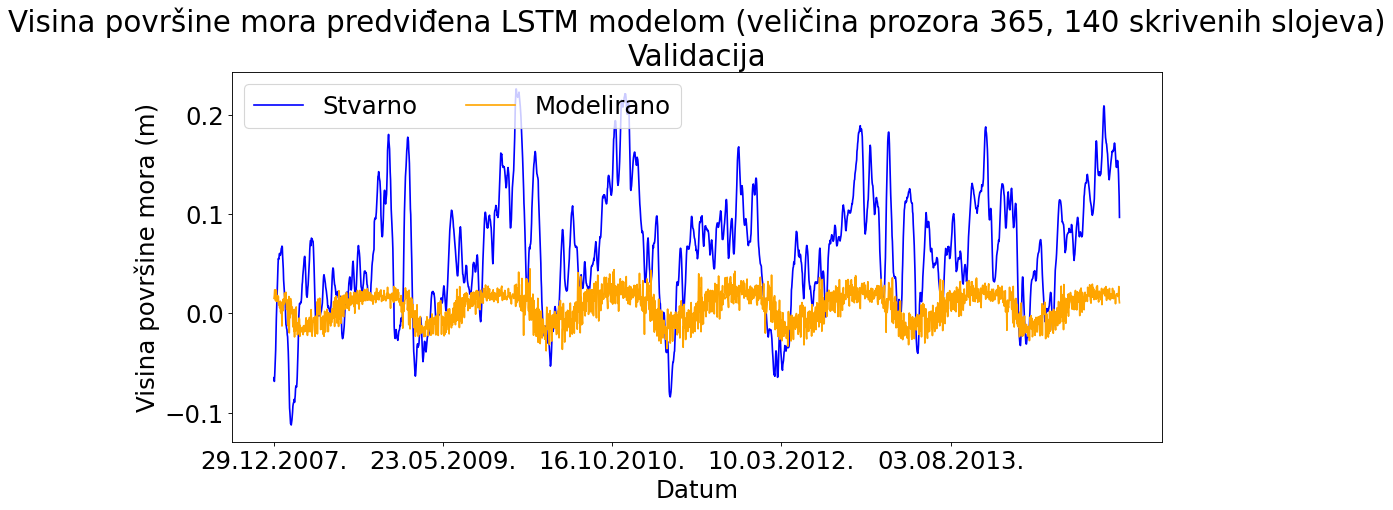 Visina površine mora predviđena LSTM modelom (veličina prozora 365, 140 skrivenih slojeva)
Validacija
Stvarno Modelirano
Visina površine mora (m)
0.2
0.1
0.0
−0.1
29.12.2007. 23.05.2009. 16.10.2010. 10.03.2012. 03.08.2013.
Datum